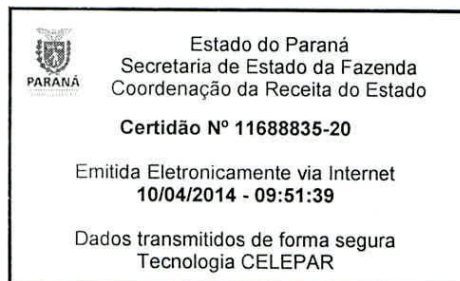 Estado do Paraná
Secretaria de Estado da Fazenda
PARANÁ
Coordenação da Receita do Estado
Certidão Nº 11688835-20
Emitida Eletronicamente via Internet
10/04/2014 - 09:51:39
Dados transmitidos de forma segura
Tecnologia CELEPAR